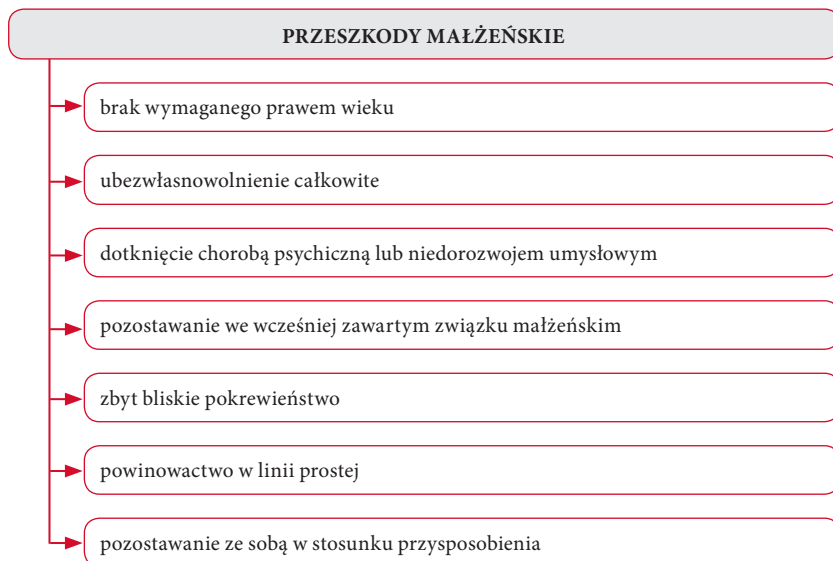 PRZESZKODY MAŁŻEŃSKIE
brak wymaganego prawem wieku
ubezwłasnowolnienie całkowite
dotknięcie chorobą psychiczną lub niedorozwojem umysłowym
pozostawanie we wcześniej zawartym związku małżeńskim
zbyt bliskie pokrewieństwo
powinowactwo w linii prostej
pozostawanie ze sobą w stosunku przysposobienia